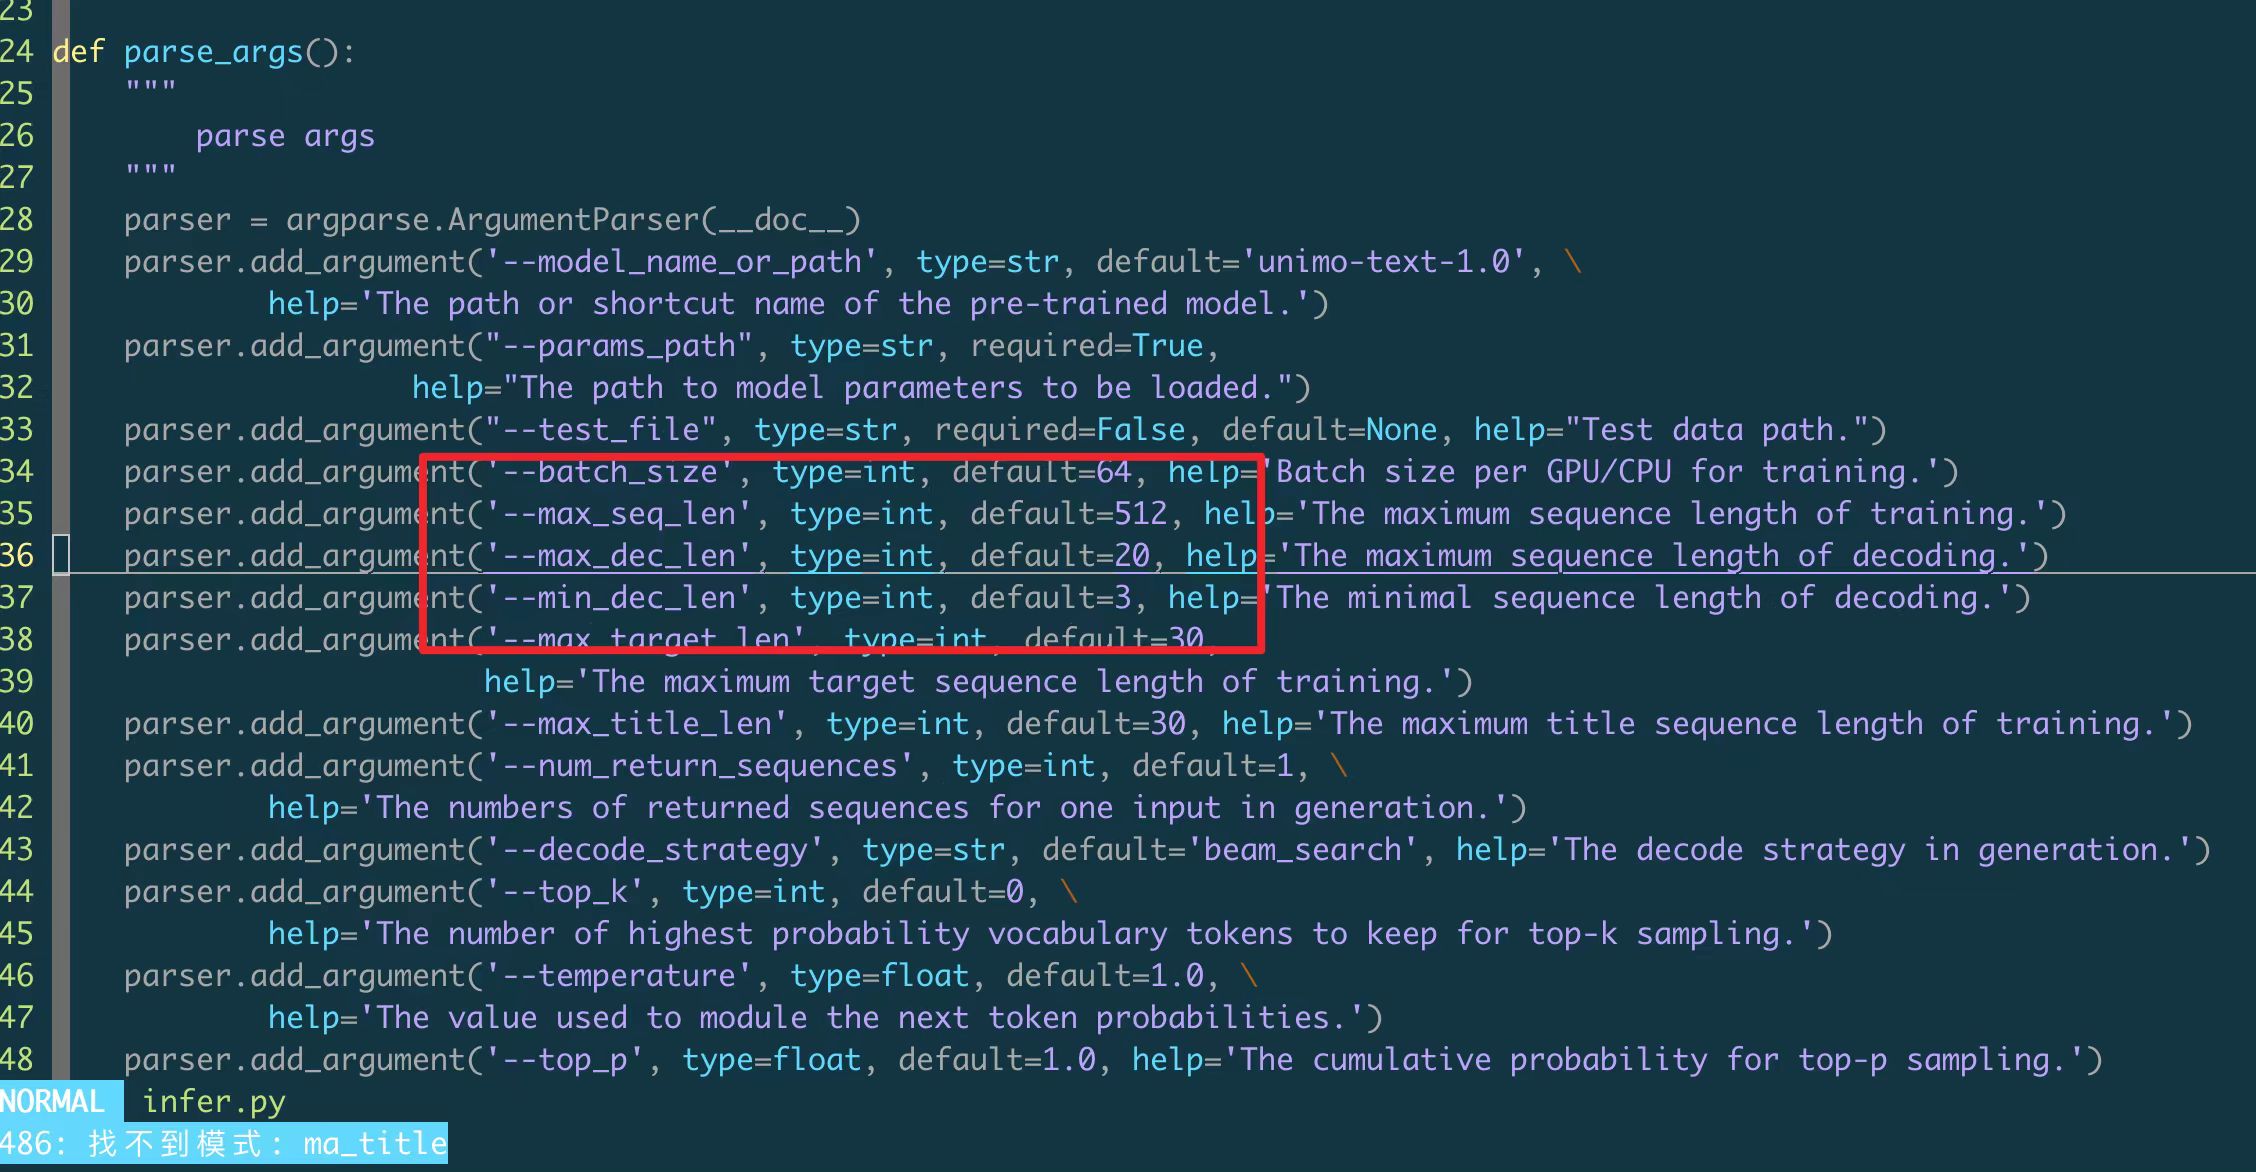 23
24 def parse_args():
25     """
26         parse args
27     """
28     parser = argparse.ArgumentParser(__doc__)
29     parser.add_argument('--model_name_or_path', type=str, default='unimo-text-1.0', \
30             help='The path or shortcut name of the pre-trained model.')
31     parser.add_argument("--params_path", type=str, required=True,
32                     help="The path to model parameters to be loaded.")
33     parser.add_argument("--test_file", type=str, required=False, default=None, help="Test data path.")
34     parser.add_argument('--batch_size', type=int, default=64, help='Batch size per GPU/CPU for training.')
35     parser.add_argument('--max_seq_len', type=int, default=512, help='The maximum sequence length of training.')
36     parser.add_argument('--max_dec_len', type=int, default=20, help='The maximum sequence length of decoding.')
37     parser.add_argument('--min_dec_len', type=int, default=3, help='The minimal sequence length of decoding.')
38     parser.add_argument('--max_target_len', type=int, default=30,
39                         help='The maximum target sequence length of training.')
40     parser.add_argument('--max_title_len', type=int, default=30, help='The maximum title sequence length of training.')
41     parser.add_argument('--num_return_sequences', type=int, default=1, \
42             help='The numbers of returned sequences for one input in generation.')
43     parser.add_argument('--decode_strategy', type=str, default='beam_search', help='The decode strategy in generation.')
44     parser.add_argument('--top_k', type=int, default=0, \
45             help='The number of highest probability vocabulary tokens to keep for top-k sampling.')
46     parser.add_argument('--temperature', type=float, default=1.0, \
47             help='The value used to module the next token probabilities.')
48     parser.add_argument('--top_p', type=float, default=1.0, help='The cumulative probability for top-p sampling.')
NORMAL infer.py
486: 找不到模式: ma_title